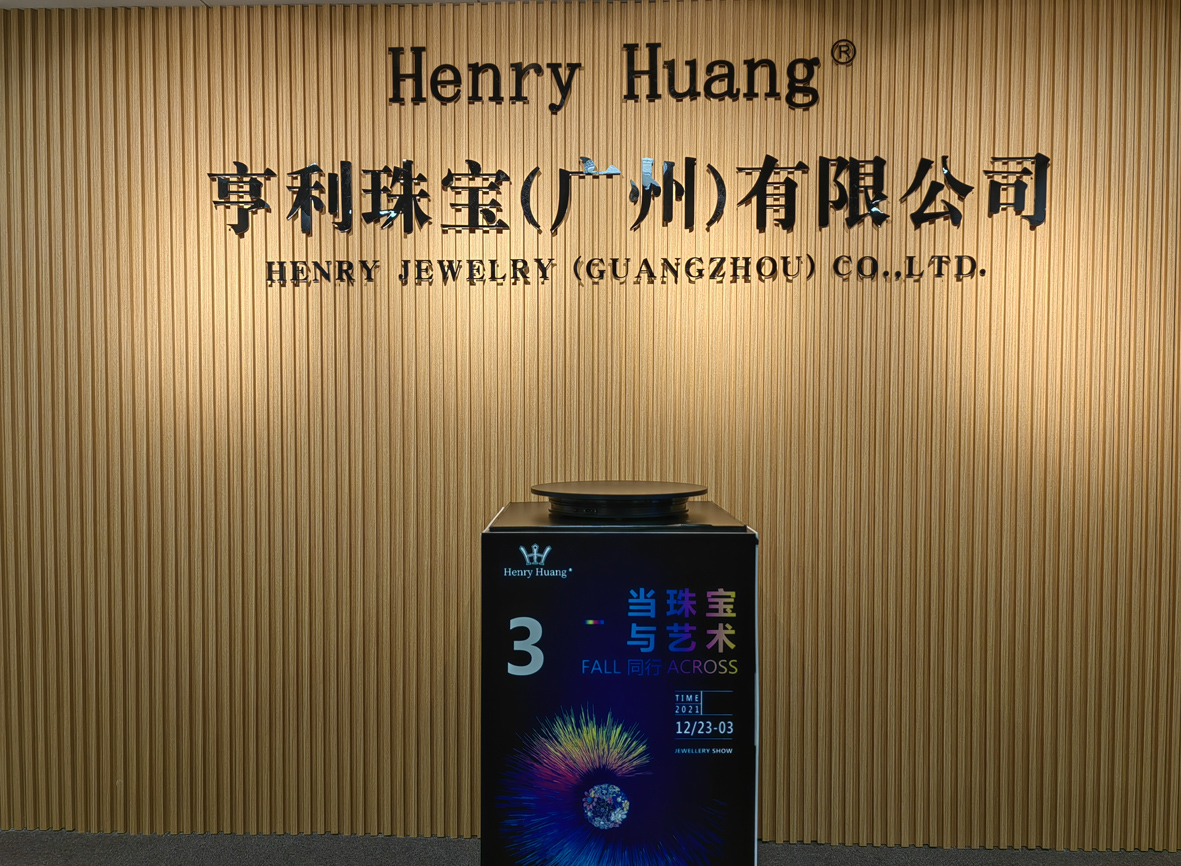 Henry Huang®
亨利珠宝(广州)有限公司
HENRY JEWELRY (GUANGZHOU) CO.,LTD.
Henry Huang
3
当珠宝
与艺术
FALL 同行 ACROSS
TIME
2021
12/23-03
JEWELLERY SHOW